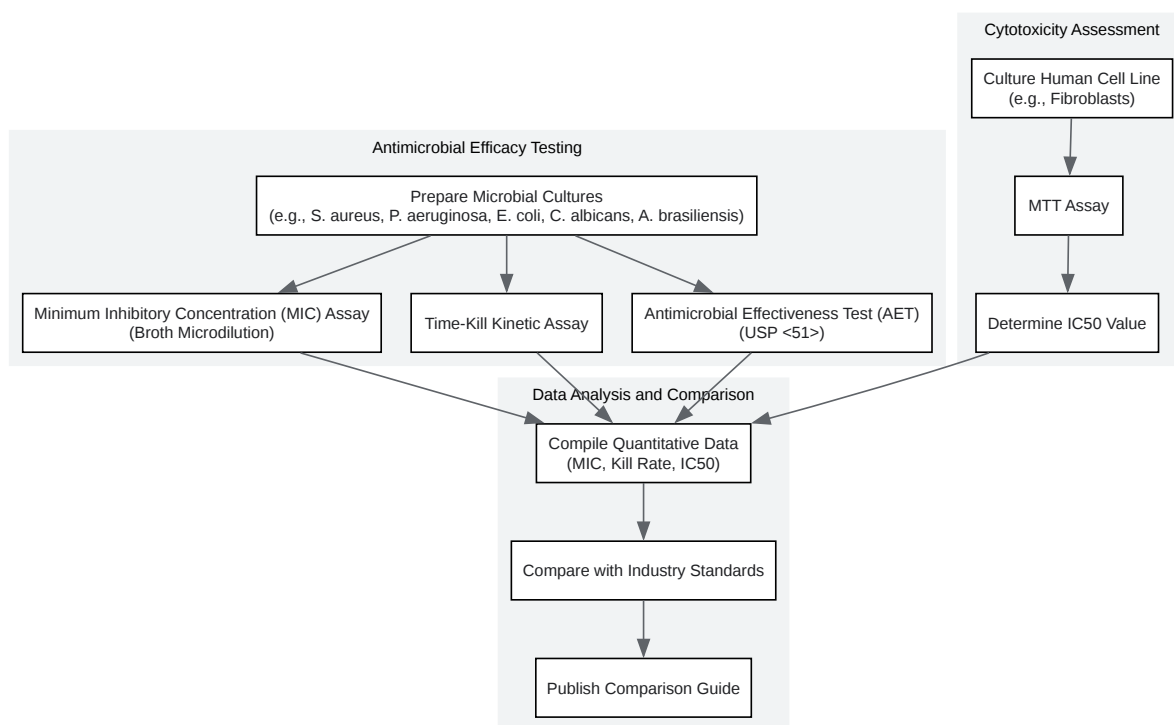 Cytotoxicity Assessment
Culture Human Cell Line
(e.g., Fibroblasts)
Antimicrobial Efficacy Testing
Prepare Microbial Cultures
(e.g., S. aureus, P. aeruginosa, E. coli, C. albicans, A. brasiliensis)
MTT Assay
Minimum Inhibitory Concentration (MIC) Assay
(Broth Microdilution)
Time-Kill Kinetic Assay
Antimicrobial Effectiveness Test (AET)
(USP <51>)
Determine IC50 Value
Data Analysis and Comparison
Compile Quantitative Data
(MIC, Kill Rate, IC50)
Compare with Industry Standards
Publish Comparison Guide